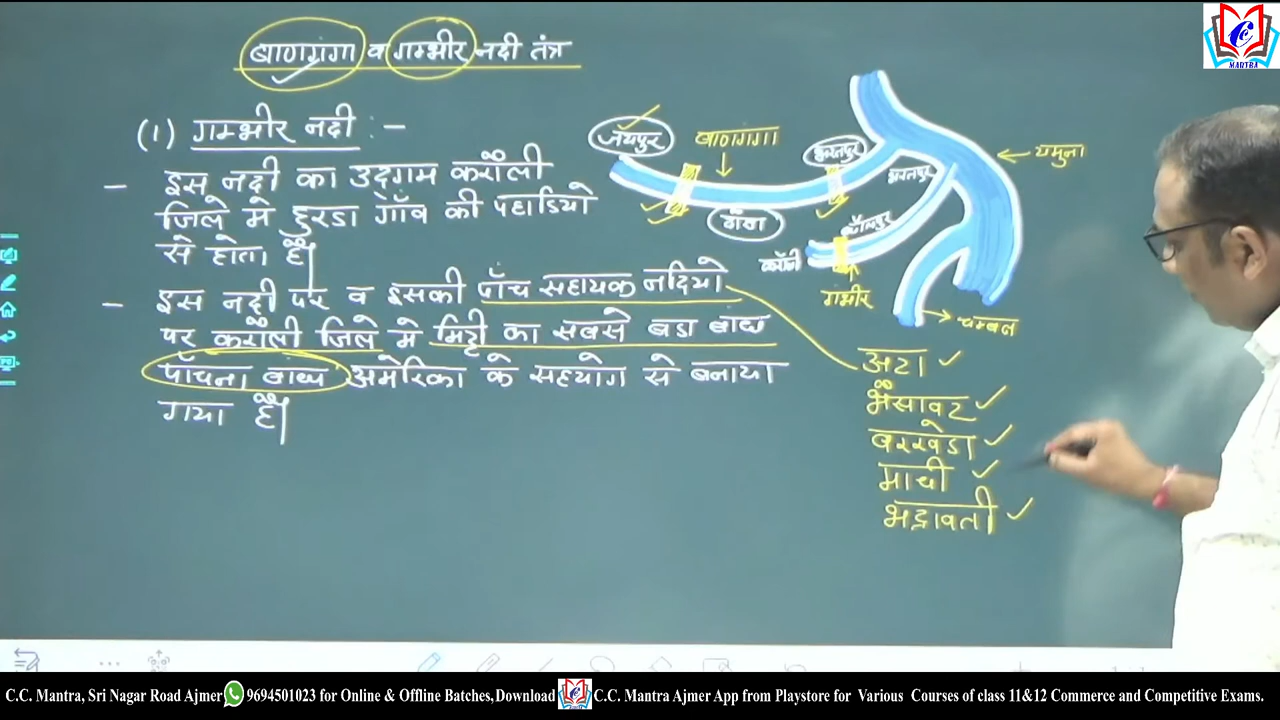 बाणगंगा व गम्भीर नदी तंत्र
(1) गम्भीर नदी :-
- इस नदी का उद्गम करौली
जिले मे हुरडा गाँव की पहाडियो
से होता है|
- इस नदी पर व इसकी पाँच सहायक नदियो
पर करौली जिले मे मिट्टी का सबसे बडा बाध
पाँचना बाध अमेरिका के सहयोग से बनाया
गया है|
जयपुर
बाणगंगा
भरतपुर
यमुना
भरतपुर
दौसा
धौलपुर
करौली
गंभीर
चम्बल
अटा
भैंसावट
बरखेडा
माची
भद्रावती
C
MANTRA
C.C. Mantra, Sri Nagar Road Ajmer 9694501023 for Online & Offline Batches,Download C.C. Mantra Ajmer App from Playstore for Various Courses of class 11&12 Commerce and Competitive Exams.